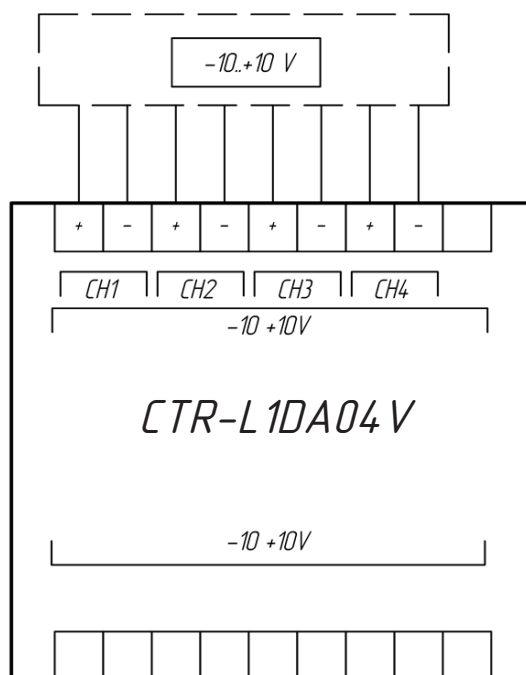 -10..+10 V
+ - + - + - + -
CH1 CH2 CH3 CH4
-10 +10V
CTR-L1DA04V
-10 +10V